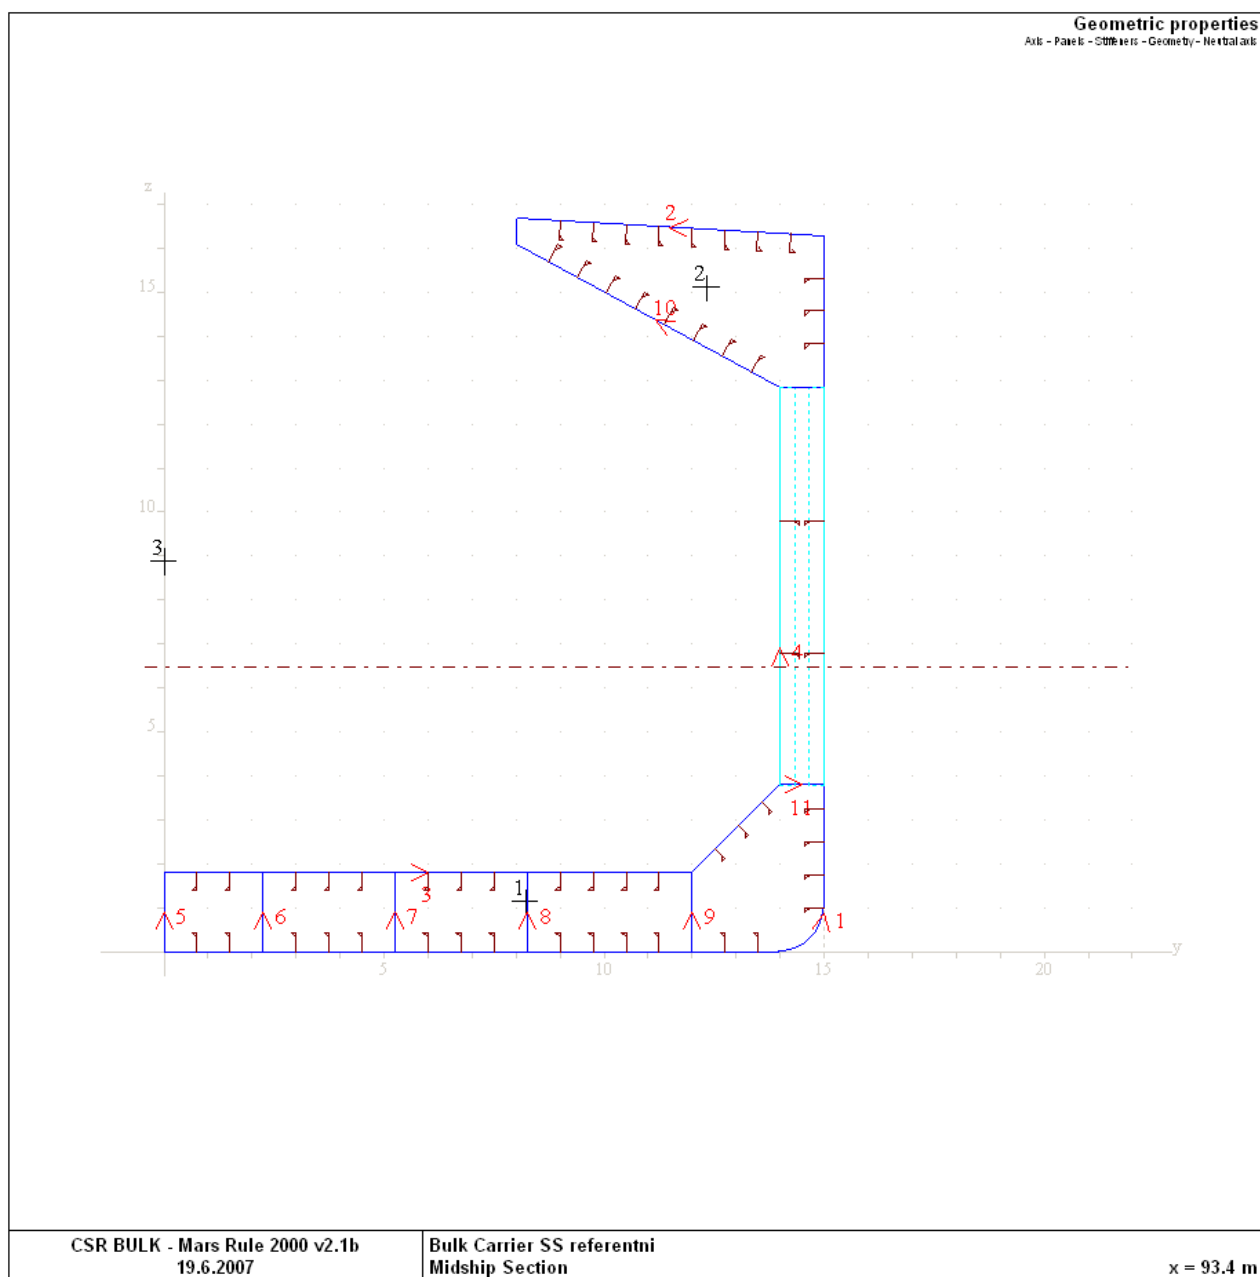 Geometric properties
Axis - Panels - Stiffeners - Geometry - Neutral axis
z
2
2
15
10
10
3
4
5
11
3
1
5
6
7
8
9
1
y
5
10
15
20
CSR BULK - Mars Rule 2000 v2.1b
19.6.2007
Bulk Carrier SS referentni
Midship Section
x = 93.4 m